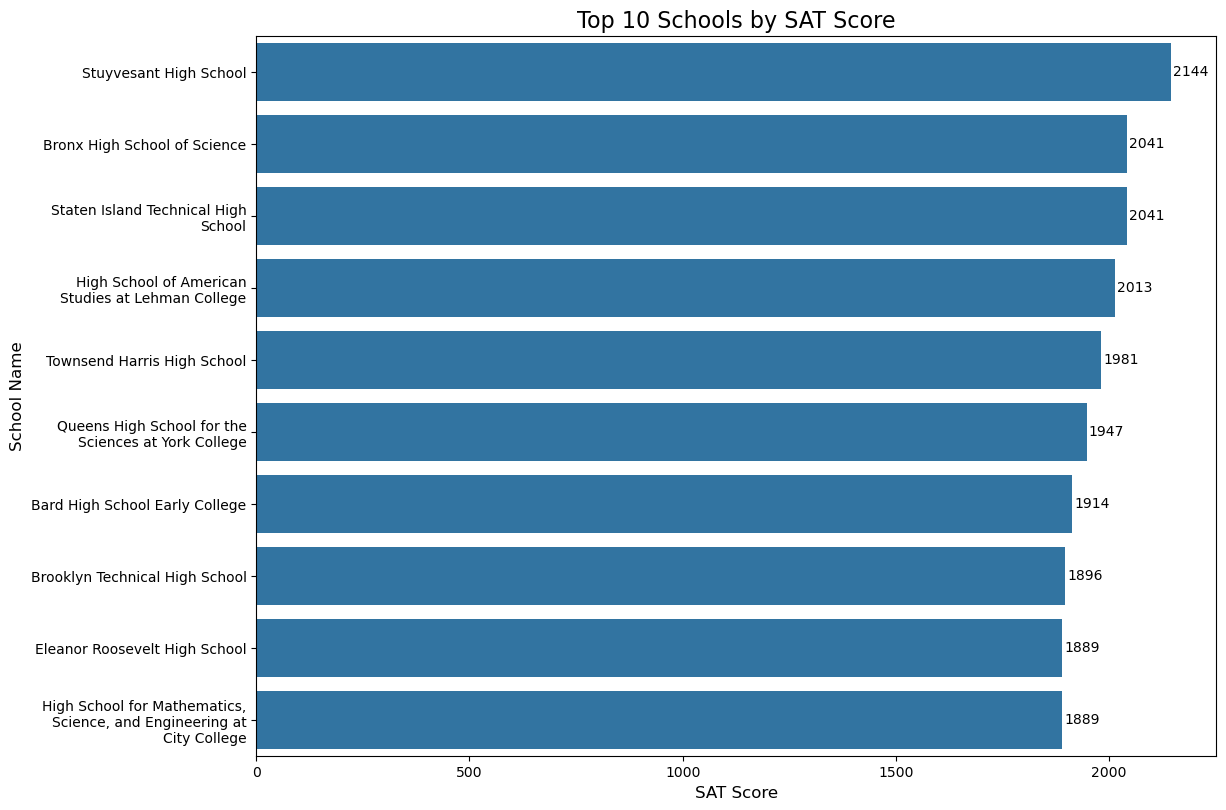 Top 10 Schools by SAT Score
School Name
Stuyvesant High School
2144
Bronx High School of Science
2041
Staten Island Technical High
School
2041
High School of American
Studies at Lehman College
2013
Townsend Harris High School
1981
Queens High School for the
Sciences at York College
1947
Bard High School Early College
1914
Brooklyn Technical High School
1896
Eleanor Roosevelt High School
1889
High School for Mathematics,
Science, and Engineering at
City College
1889
0 500 1000 1500 2000
SAT Score